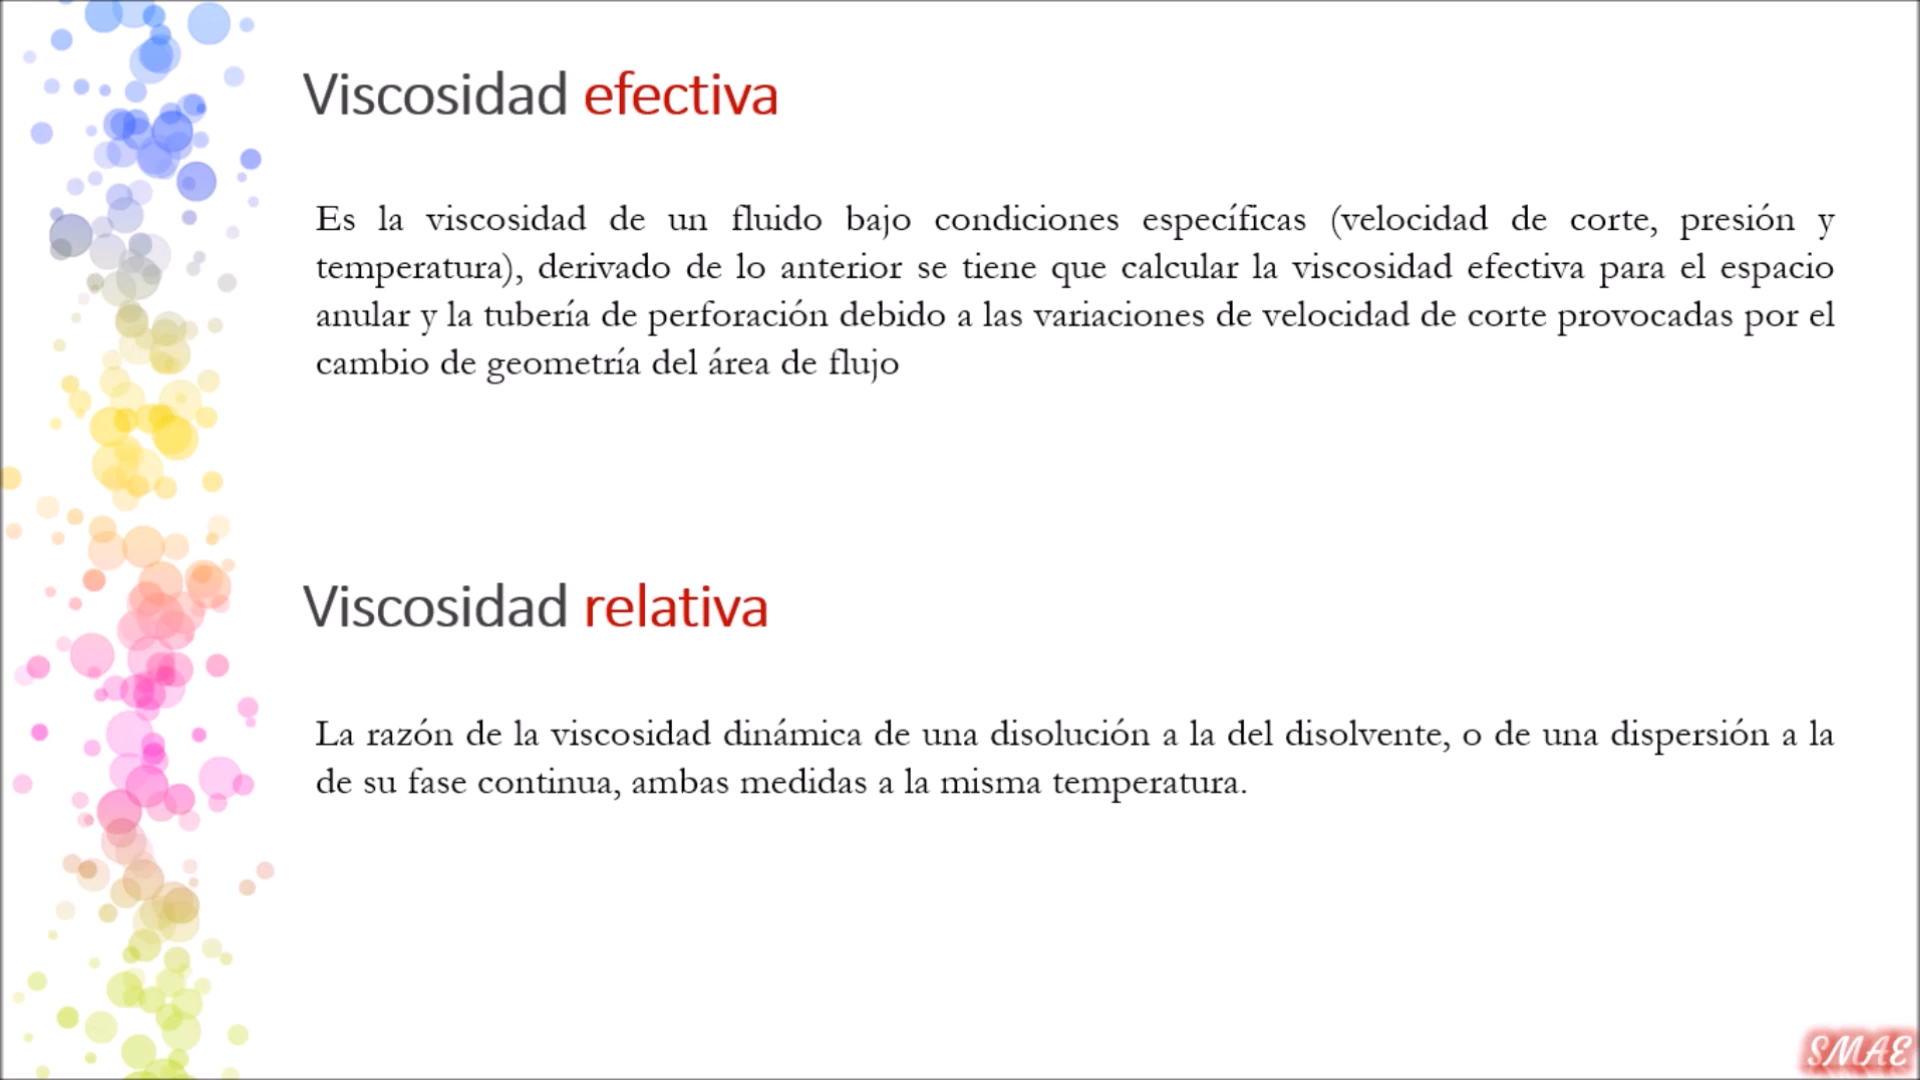 Viscosidad efectiva
Es la viscosidad de un fluido bajo condiciones específicas (velocidad de corte, presión y
temperatura), derivado de lo anterior se tiene que calcular la viscosidad efectiva para el espacio
anular y la tubería de perforación debido a las variaciones de velocidad de corte provocadas por el
cambio de geometría del área de flujo
Viscosidad relativa
La razón de la viscosidad dinámica de una disolución a la del disolvente, o de una dispersión a la
de su fase continua, ambas medidas a la misma temperatura.
SMAE